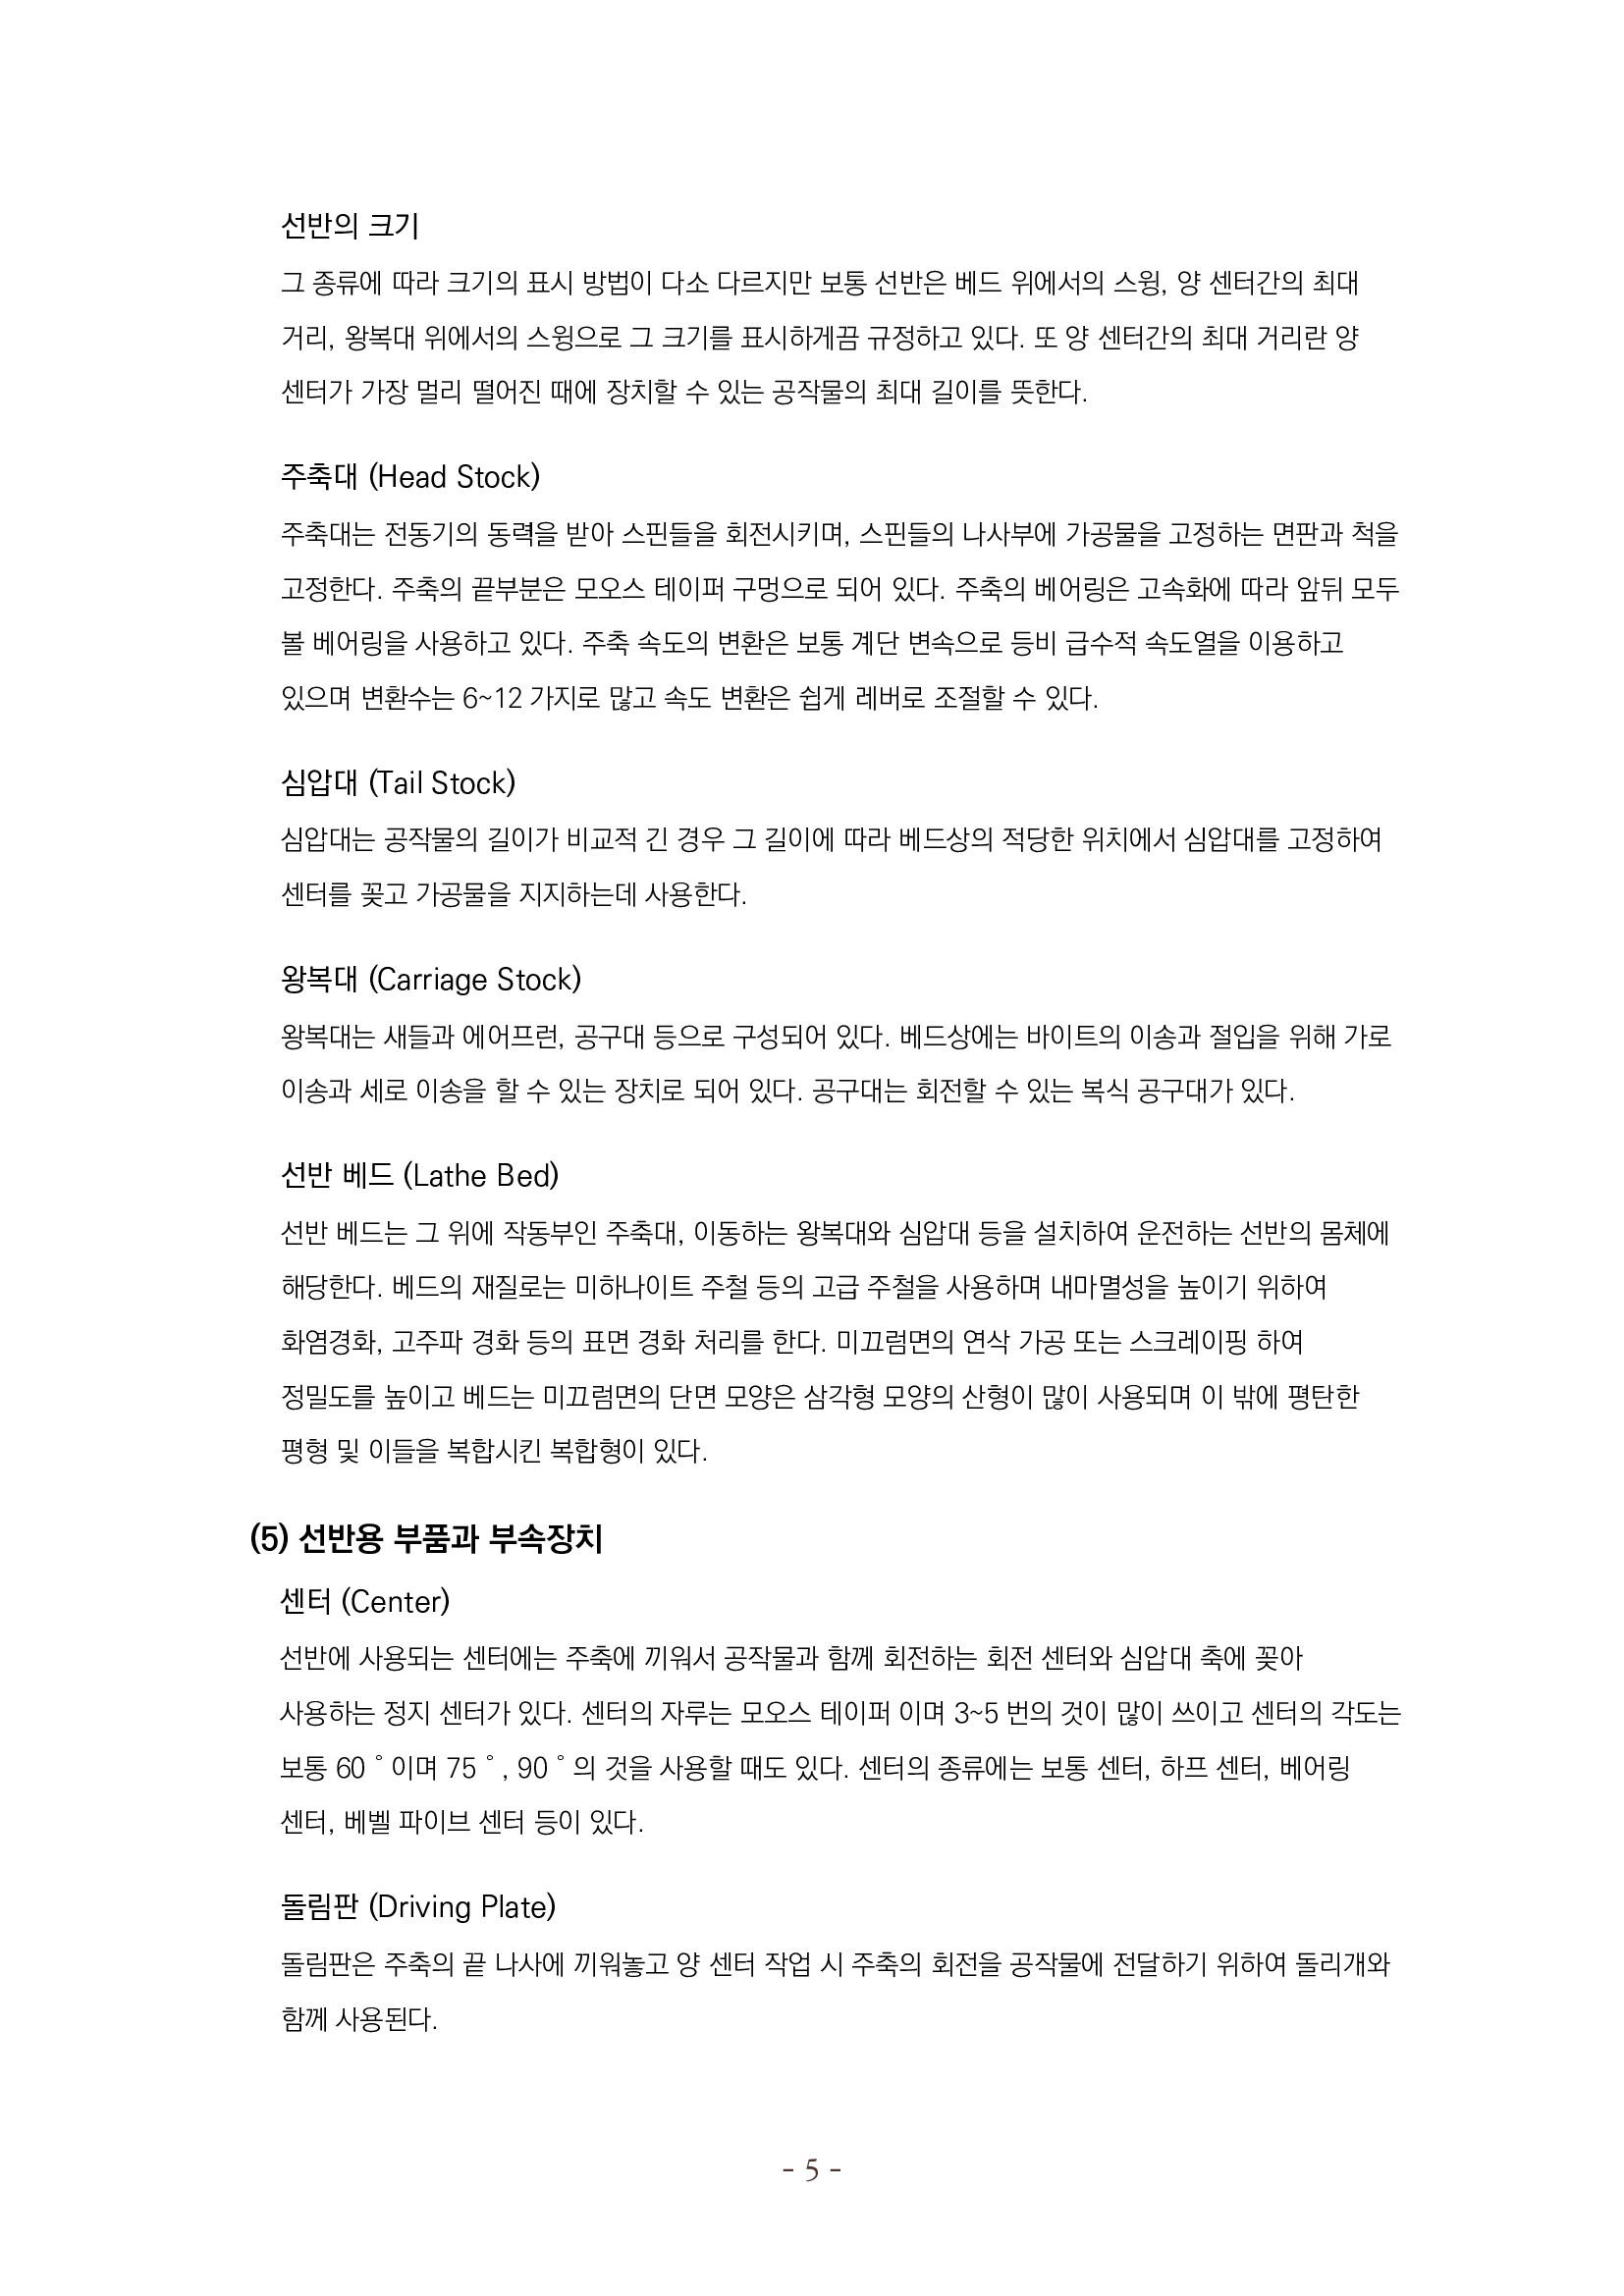 선반의 크기
그 종류에 따라 크기의 표시 방법이 다소 다르지만 보통 선반은 베드 위에서의 스윙, 양 센터간의 최대
거리, 왕복대 위에서의 스윙으로 그 크기를 표시하게끔 규정하고 있다. 또 양 센터간의 최대 거리란 양
센터가 가장 멀리 떨어진 때에 장치할 수 있는 공작물의 최대 길이를 뜻한다.
주축대 (Head Stock)
주축대는 전동기의 동력을 받아 스핀들을 회전시키며, 스핀들의 나사부에 가공물을 고정하는 면판과 척을
고정한다. 주축의 끝부분은 모오스 테이퍼 구멍으로 되어 있다. 주축의 베어링은 고속화에 따라 앞뒤 모두
볼 베어링을 사용하고 있다. 주축 속도의 변환은 보통 계단 변속으로 등비 급수적 속도열을 이용하고
있으며 변환수는 6~12 가지로 많고 속도 변환은 쉽게 레버로 조절할 수 있다.
심압대 (Tail Stock)
심압대는 공작물의 길이가 비교적 긴 경우 그 길이에 따라 베드상의 적당한 위치에서 심압대를 고정하여
센터를 꽂고 가공물을 지지하는데 사용한다.
왕복대 (Carriage Stock)
왕복대는 새들과 에어프런, 공구대 등으로 구성되어 있다. 베드상에는 바이트의 이송과 절입을 위해 가로
이송과 세로 이송을 할 수 있는 장치로 되어 있다. 공구대는 회전할 수 있는 복식 공구대가 있다.
선반 베드 (Lathe Bed)
선반 베드는 그 위에 작동부인 주축대, 이동하는 왕복대와 심압대 등을 설치하여 운전하는 선반의 몸체에
해당한다. 베드의 재질로는 미하나이트 주철 등의 고급 주철을 사용하며 내마멸성을 높이기 위하여
화염경화, 고주파 경화 등의 표면 경화 처리를 한다. 미끄럼면의 연삭 가공 또는 스크레이핑 하여
정밀도를 높이고 베드는 미끄럼면의 단면 모양은 삼각형 모양의 산형이 많이 사용되며 이 밖에 평탄한
평형 및 이들을 복합시킨 복합형이 있다.
(5) 선반용 부품과 부속장치
센터 (Center)
선반에 사용되는 센터에는 주축에 끼워서 공작물과 함께 회전하는 회전 센터와 심압대 축에 꽂아
사용하는 정지 센터가 있다. 센터의 자루는 모오스 테이퍼 이며 3~5 번의 것이 많이 쓰이고 센터의 각도는
보통 60 ˚ 이며 75 ˚ , 90 ˚ 의 것을 사용할 때도 있다. 센터의 종류에는 보통 센터, 하프 센터, 베어링
센터, 베벨 파이브 센터 등이 있다.
돌림판 (Driving Plate)
돌림판은 주축의 끝 나사에 끼워놓고 양 센터 작업 시 주축의 회전을 공작물에 전달하기 위하여 돌리개와
함께 사용된다.
- 5 -